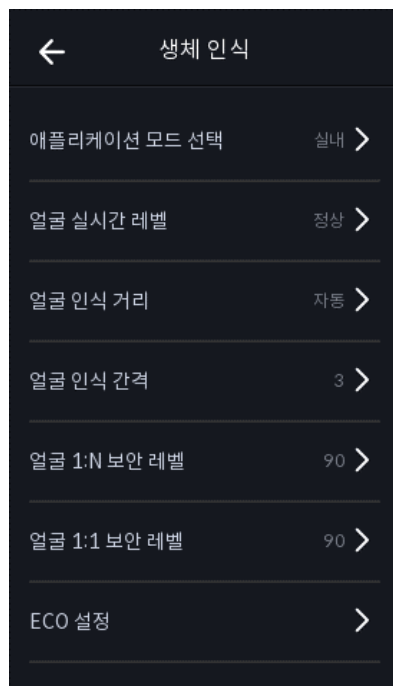 생체 인식
애플리케이션 모드 선택 실내
얼굴 실시간 레벨 정상
얼굴 인식 거리 자동
얼굴 인식 간격 3
얼굴 1:N 보안 레벨 90
얼굴 1:1 보안 레벨 90
ECO 설정